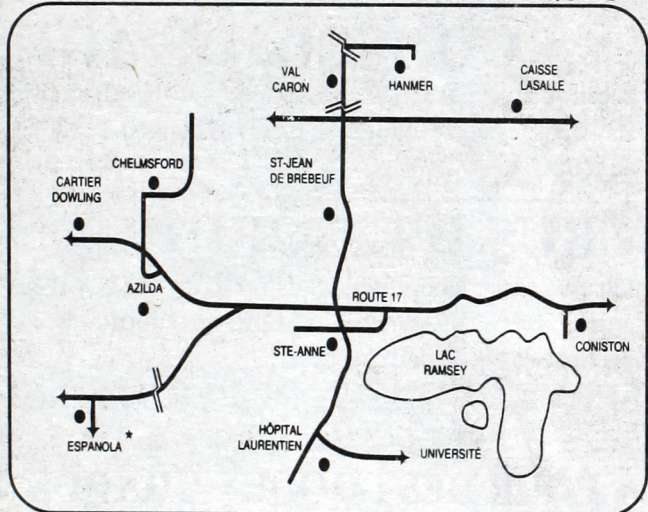 VAL
CARON
HANMER
CAISSE
LASALLE
CHELMSFORD
ST-JEAN
DE BRÉBEUF
CARTIER
DOWLING
AZILDA
ROUTE 17
STE-ANNE
LAC
RAMSEY
CONISTON
HÔPITAL
LAURENTIEN
UNIVERSITÉ
ESPANOLA *